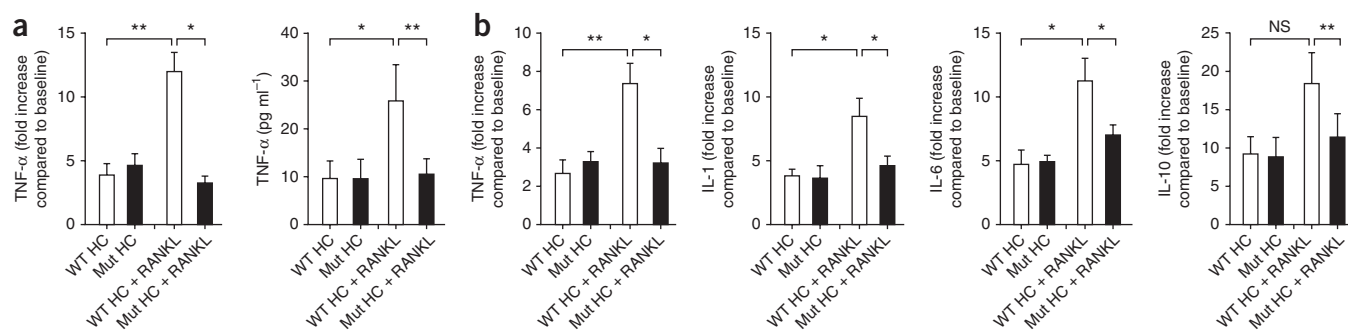 a
TNF-α (fold increase
compared to baseline)
15
10
5
0
**
*
WT HC
Mut HC
WT HC + RANKL
Mut HC + RANKL
TNF-α (pg ml⁻¹)
40
30
20
10
0
*
**
WT HC
Mut HC
WT HC + RANKL
Mut HC + RANKL
b
TNF-α (fold increase
compared to baseline)
10
8
6
4
2
0
**
*
WT HC
Mut HC
WT HC + RANKL
Mut HC + RANKL
IL-1 (fold increase
compared to baseline)
15
10
5
0
*
*
WT HC
Mut HC
WT HC + RANKL
Mut HC + RANKL
IL-6 (fold increase
compared to baseline)
15
10
5
0
*
*
WT HC
Mut HC
WT HC + RANKL
Mut HC + RANKL
IL-10 (fold increase
compared to baseline)
25
20
15
10
5
0
NS
**
WT HC
Mut HC
WT HC + RANKL
Mut HC + RANKL